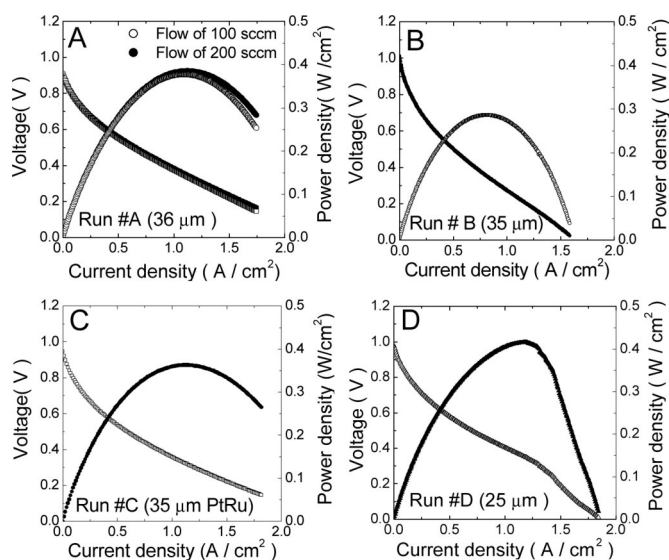 A
Flow of 100 sccm
Flow of 200 sccm
Run #A (36 μm )
Voltage( V )
1.2
1.0
0.8
0.6
0.4
0.2
0.0
0.0 0.5 1.0 1.5 2.0
Current density ( A / cm²)
0.5
0.4
0.3
0.2
0.1
0.0
Power density( W /cm²)
B
Run # B (35 μm)
Voltage( V )
1.2
1.0
0.8
0.6
0.4
0.2
0.0
0.0 0.5 1.0 1.5 2.0
Current density ( A / cm²)
0.5
0.4
0.3
0.2
0.1
0.0
Power density ( W / cm²)
C
Run #C (35 μm PtRu)
Voltage( V )
1.2
1.0
0.8
0.6
0.4
0.2
0.0
0.0 0.5 1.0 1.5 2.0
Current density (A / cm²)
0.5
0.4
0.3
0.2
0.1
0.0
Power density (W/cm²)
D
Run #D (25 μm )
Voltage( V )
1.2
1.0
0.8
0.6
0.4
0.2
0.0
0.0 0.5 1.0 1.5 2.0
Current density ( A / cm²)
0.5
0.4
0.3
0.2
0.1
0.0
Power density ( W / cm²)